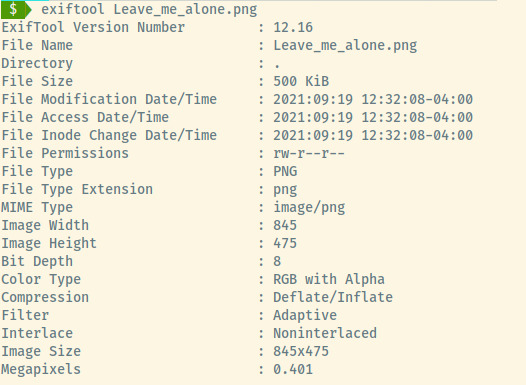 $ exiftool Leave_me_alone.png
ExifTool Version Number : 12.16
File Name : Leave_me_alone.png
Directory : .
File Size : 500 KiB
File Modification Date/Time : 2021:09:19 12:32:08-04:00
File Access Date/Time : 2021:09:19 12:32:08-04:00
File Inode Change Date/Time : 2021:09:19 12:32:08-04:00
File Permissions : rw-r--r--
File Type : PNG
File Type Extension : png
MIME Type : image/png
Image Width : 845
Image Height : 475
Bit Depth : 8
Color Type : RGB with Alpha
Compression : Deflate/Inflate
Filter : Adaptive
Interlace : Noninterlaced
Image Size : 845x475
Megapixels : 0.401